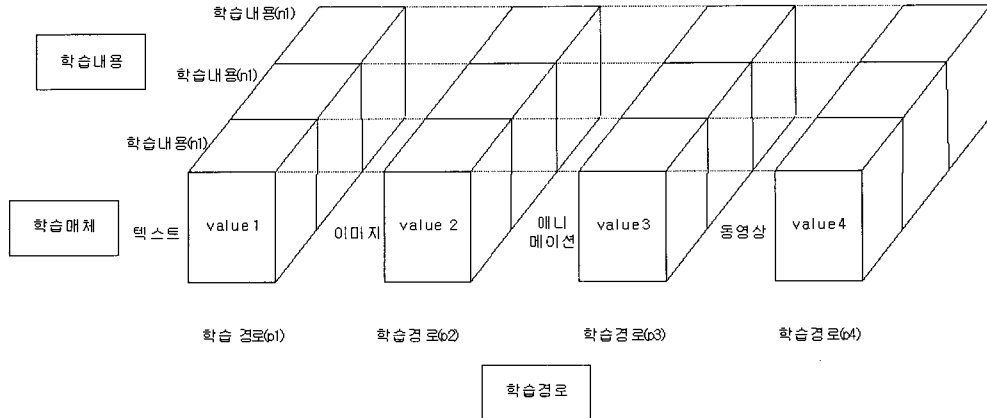 학습내용(n1)
학습내용
학습내용(n1)
학습내용(n1)
학습매체
텍스트
value 1
이미지
value 2
애니
메이션
value3
동영상
value4
학습 경로(p1)
학습경로(p2)
학습경로(p3)
학습경로(p4)
학습경로